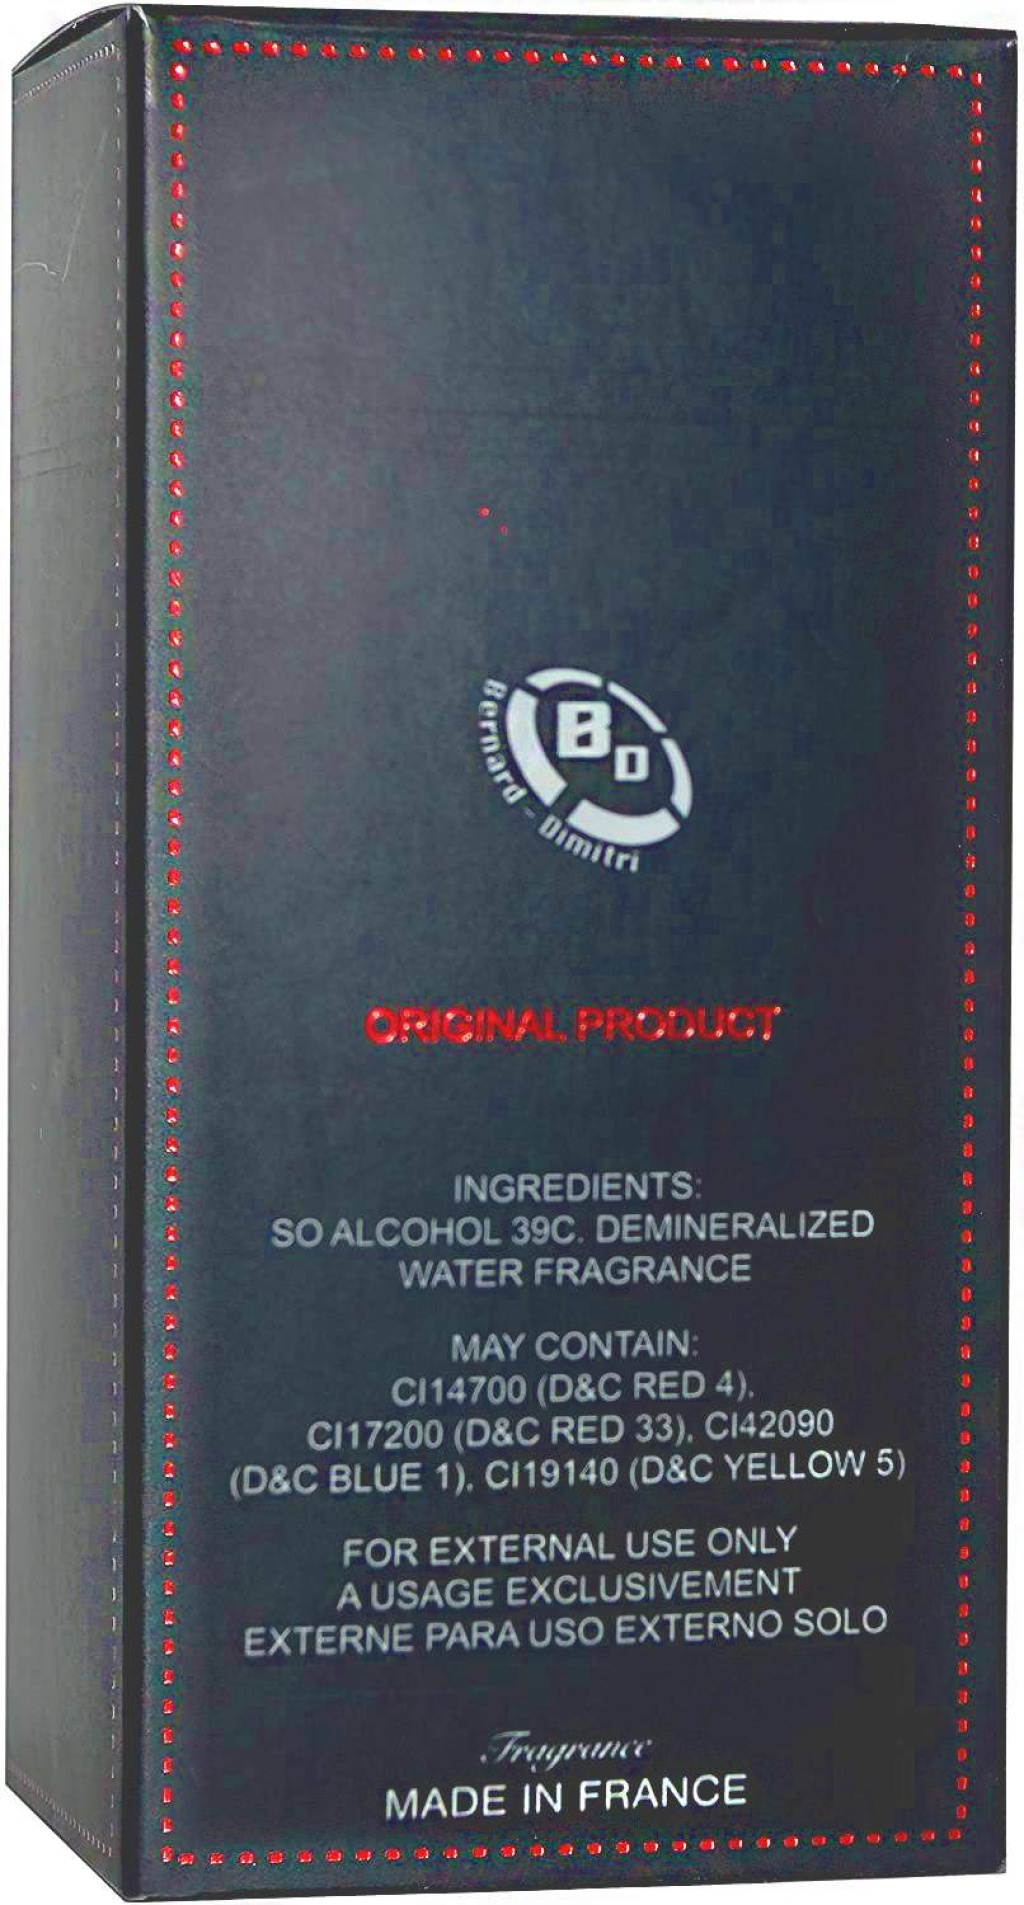 BD
Bernard - Dimitri
ORIGINAL PRODUCT
INGREDIENTS:
SO ALCOHOL 39C. DEMINERALIZED
WATER FRAGRANCE
MAY CONTAIN:
CI14700 (D&C RED 4),
CI17200 (D&C RED 33), CI42090
(D&C BLUE 1), CI19140 (D&C YELLOW 5)
FOR EXTERNAL USE ONLY
A USAGE EXCLUSIVEMENT
EXTERNE PARA USO EXTERNO SOLO
Fragrance
MADE IN FRANCE